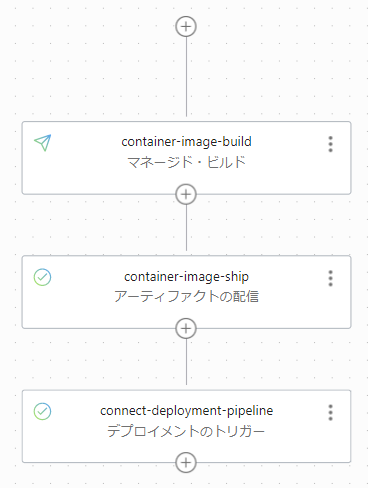 container-image-build
マネージド・ビルド
container-image-ship
アーティファクトの配信
connect-deployment-pipeline
デプロイメントのトリガー